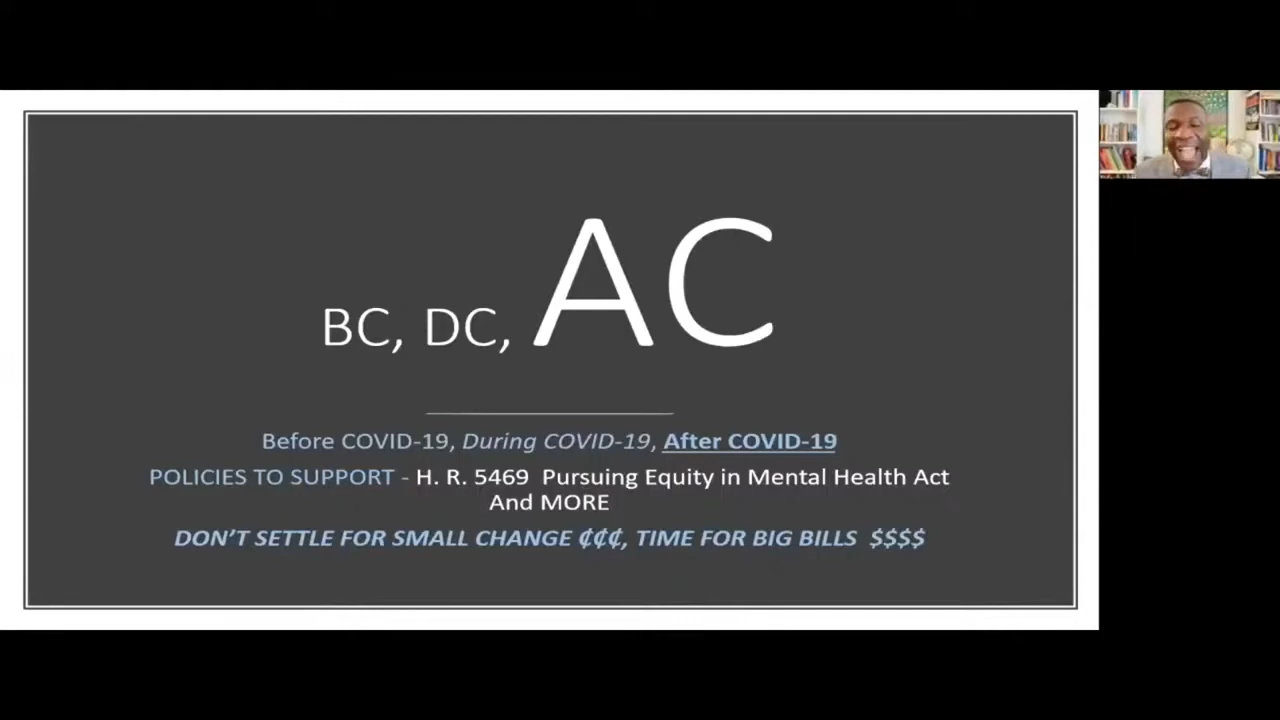 BC, DC, AC
Before COVID-19, During COVID-19, After COVID-19
POLICIES TO SUPPORT - H. R. 5469 Pursuing Equity in Mental Health Act
And MORE
DON'T SETTLE FOR SMALL CHANGE ₵₵₵, TIME FOR BIG BILLS $$$$